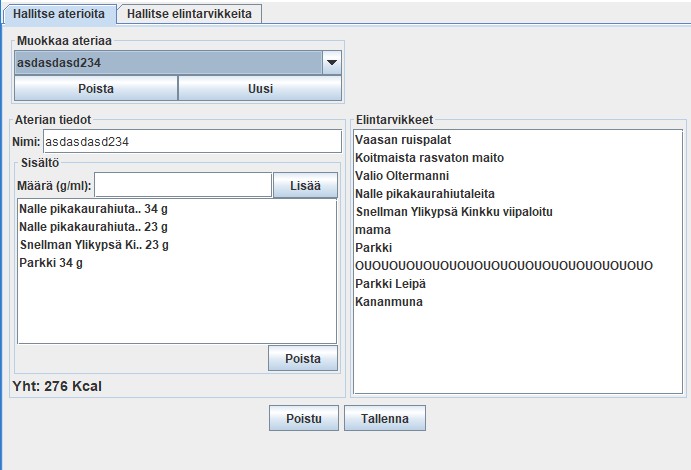 Hallitse aterioita
Hallitse elintarvikkeita
Muokkaa ateriaa
asdasdasd234
Poista
Uusi
Aterian tiedot
Nimi:
asdasdasd234
Sisältö
Määrä (g/ml):
Lisää
Nalle pikakaurahiuta.. 34 g
Nalle pikakaurahiuta.. 23 g
Snellman Ylikypsä Ki.. 23 g
Parkki 34 g
Poista
Yht: 276 Kcal
Elintarvikkeet
Vaasan ruispalat
Koitmaista rasvaton maito
Valio Oltermanni
Nalle pikakaurahiutaleita
Snellman Ylikypsä Kinkku viipaloitu
mama
Parkki
OUOUOUOUOUOUOUOUOUOUOUOUOUOUOUOUOUO
Parkki Leipä
Kananmuna
Poistu
Tallenna